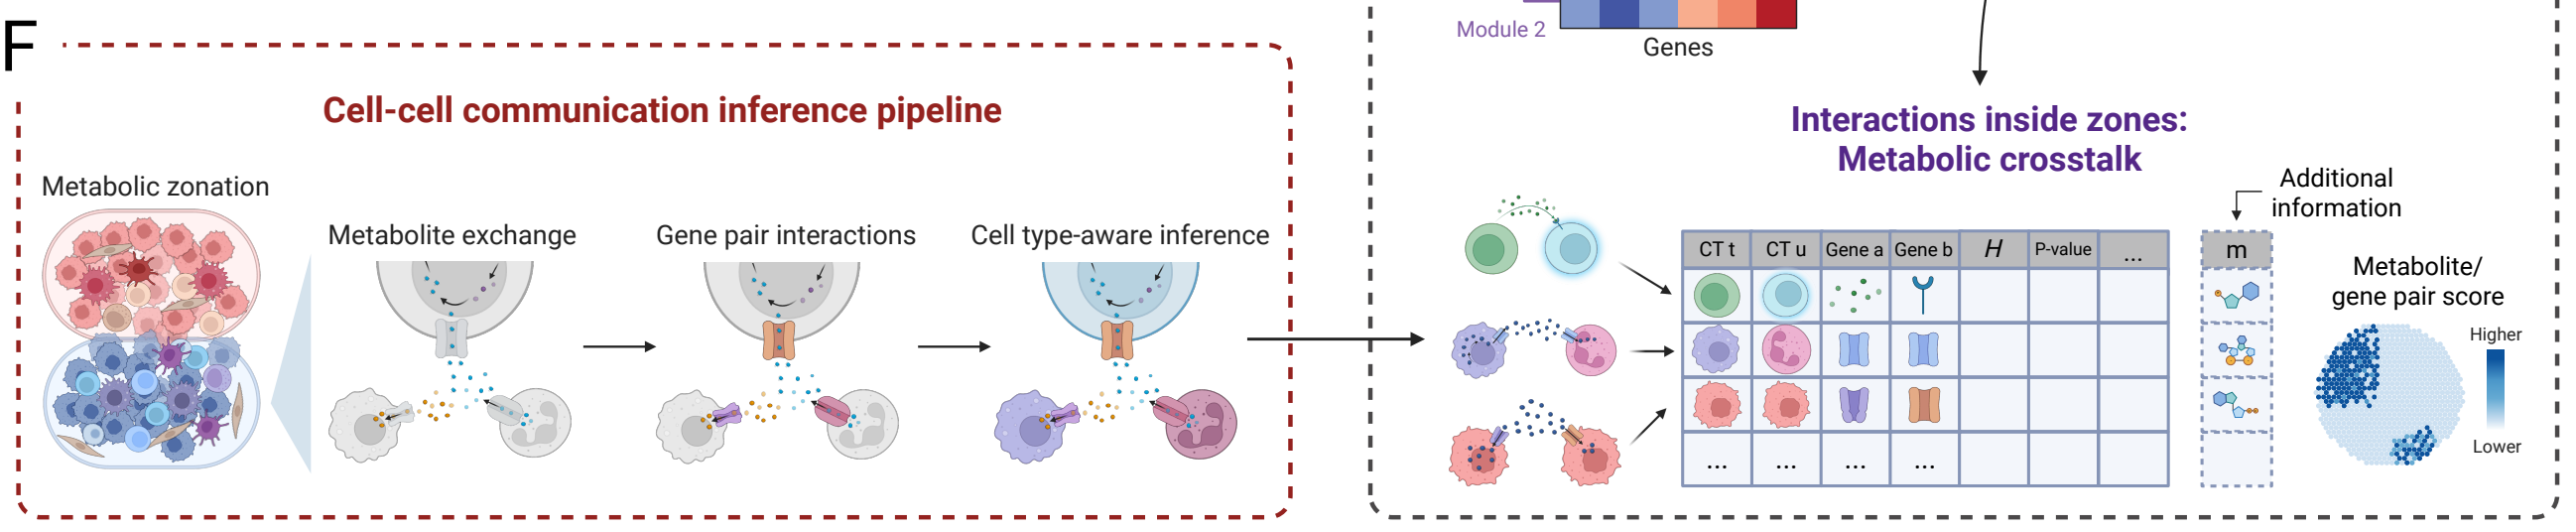 F
Cell-cell communication inference pipeline
Metabolic zonation
Metabolite exchange
Gene pair interactions
Cell type-aware inference
Module 2
Genes
Interactions inside zones:
Metabolic crosstalk
CT t
CT u
Gene a
Gene b
H
P-value
...
... ... ... ...
Additional
information
m
Metabolite/
gene pair score
Higher
Lower